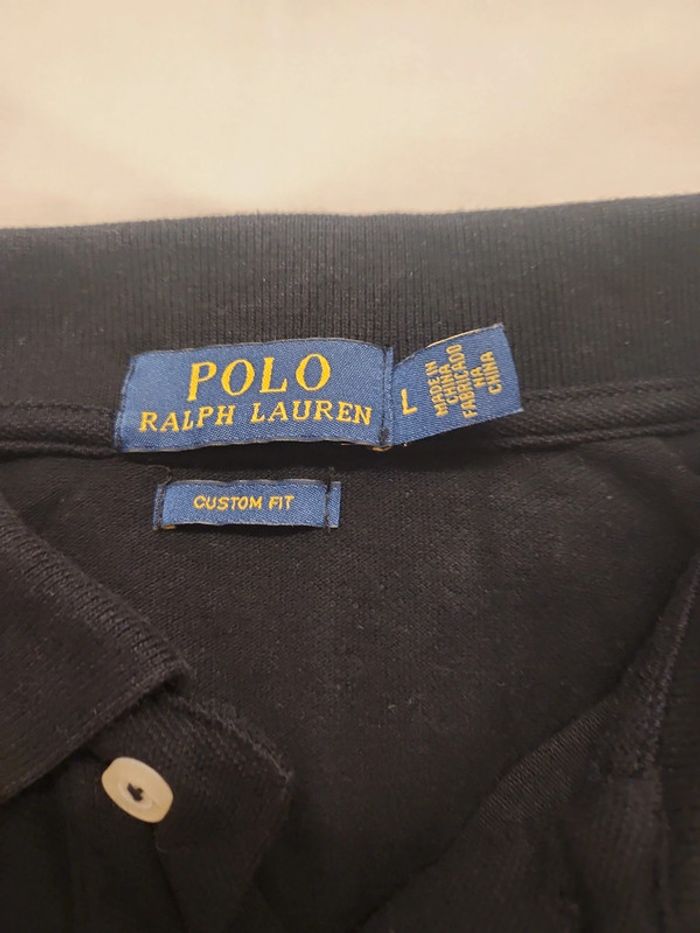 POLO
RALPH LAUREN
L
MADE IN
CHINA
FABRICADO
NA
CHINA
CUSTOM FIT